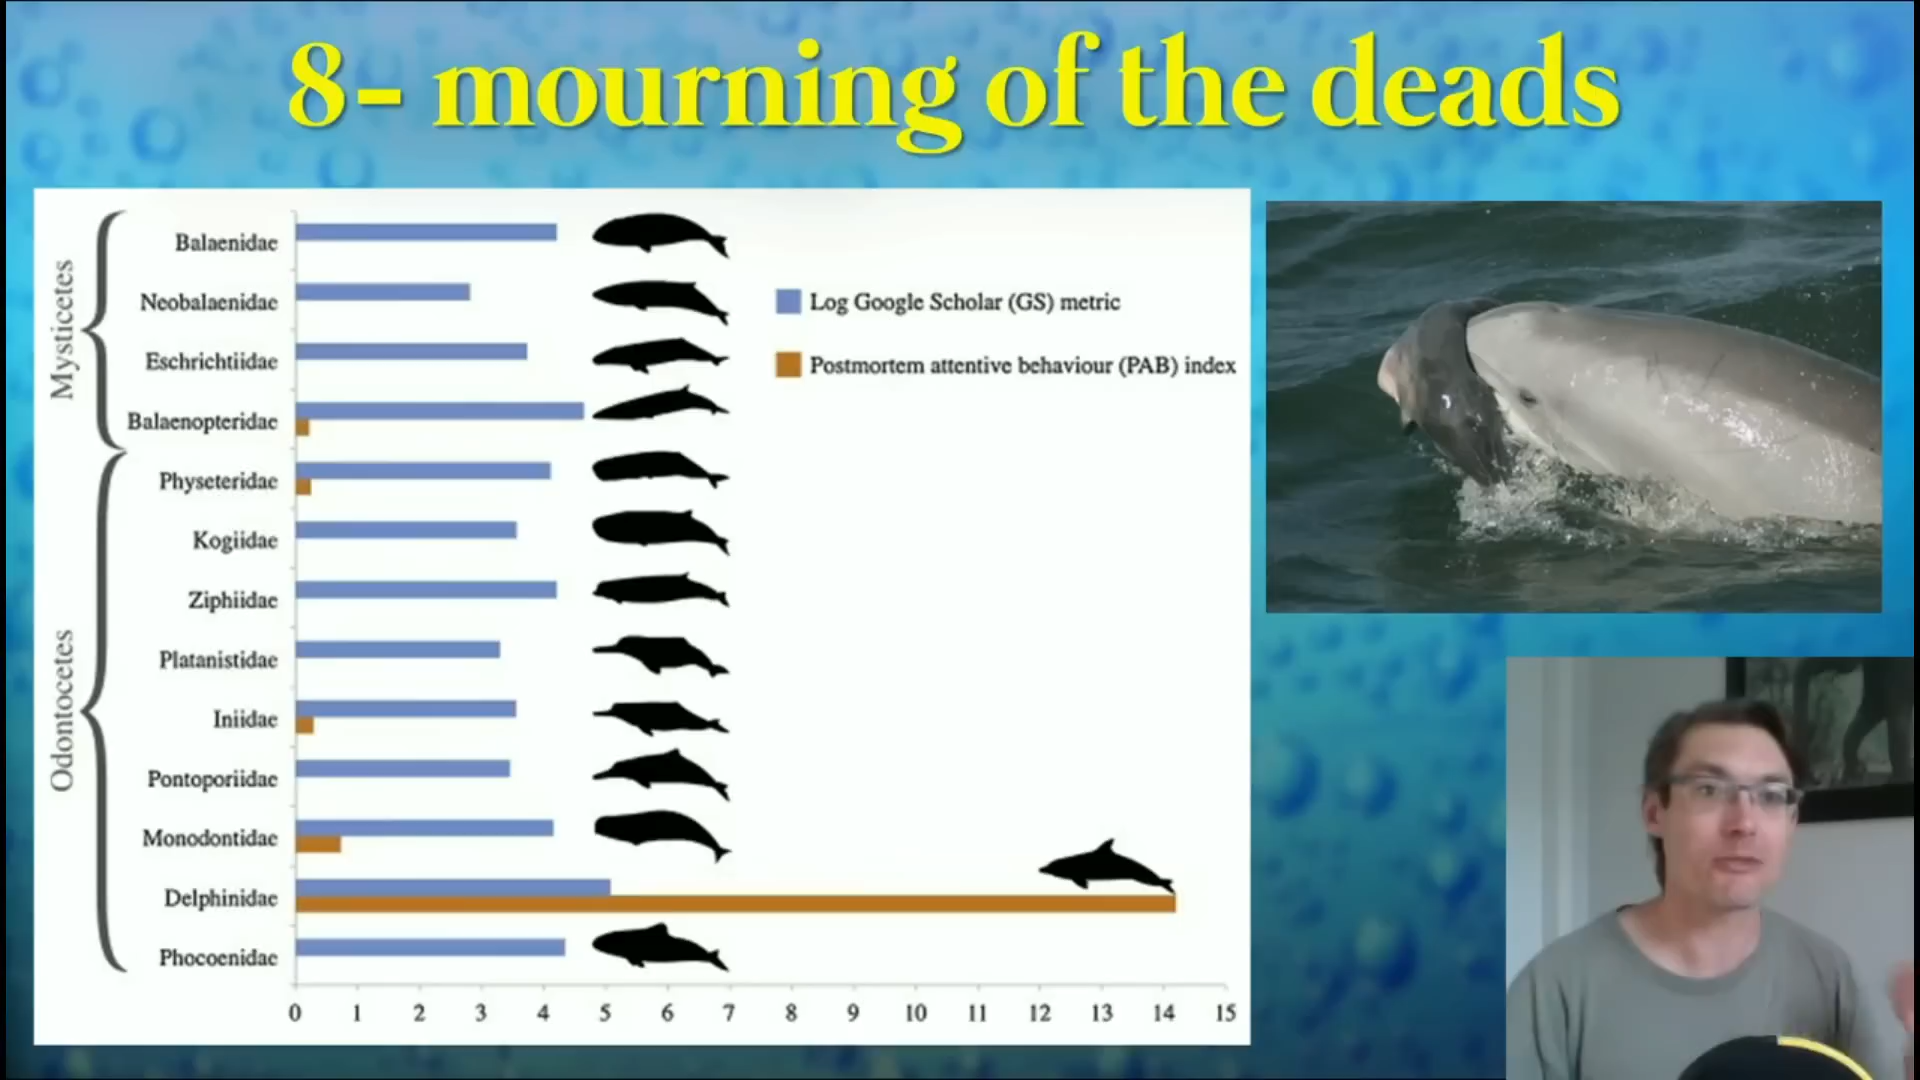 8- mourning of the deads
Mysticetes
Balaenidae
Neobalaenidae
Eschrichtiidae
Balaenopteridae
Odontocetes
Physeteridae
Kogiidae
Ziphiidae
Platanistidae
Iniidae
Pontoporiidae
Monodontidae
Delphinidae
Phocoenidae
Log Google Scholar (GS) metric
Postmortem attentive behaviour (PAB) index
0 1 2 3 4 5 6 7 8 9 10 11 12 13 14 15